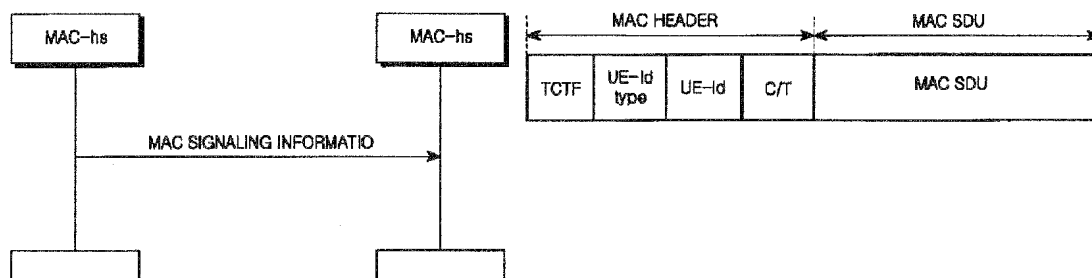 MAC-hs
MAC-hs
MAC SIGNALING INFORMATIO
MAC HEADER
MAC SDU
TCTF
UE-Id
type
UE-Id
C/T
MAC SDU